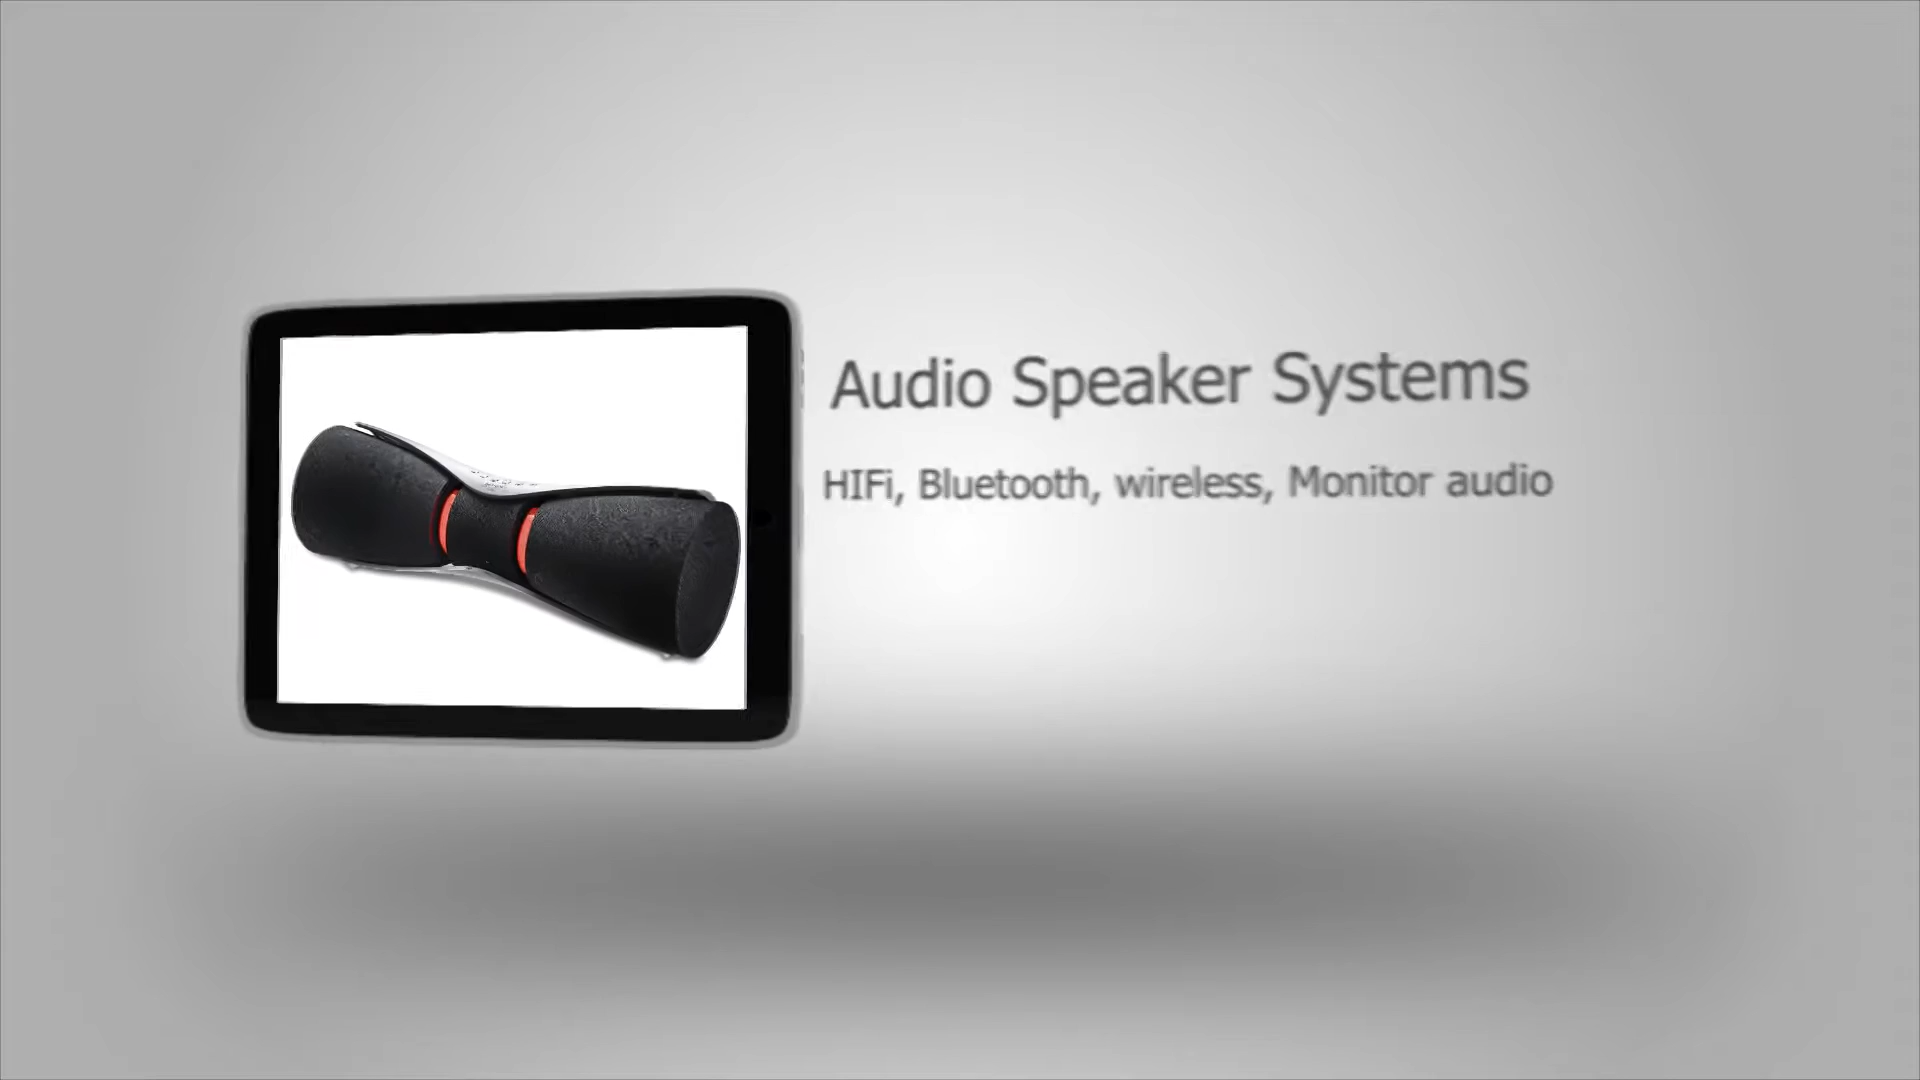 Audio Speaker Systems
HIFi, Bluetooth, wireless, Monitor audio